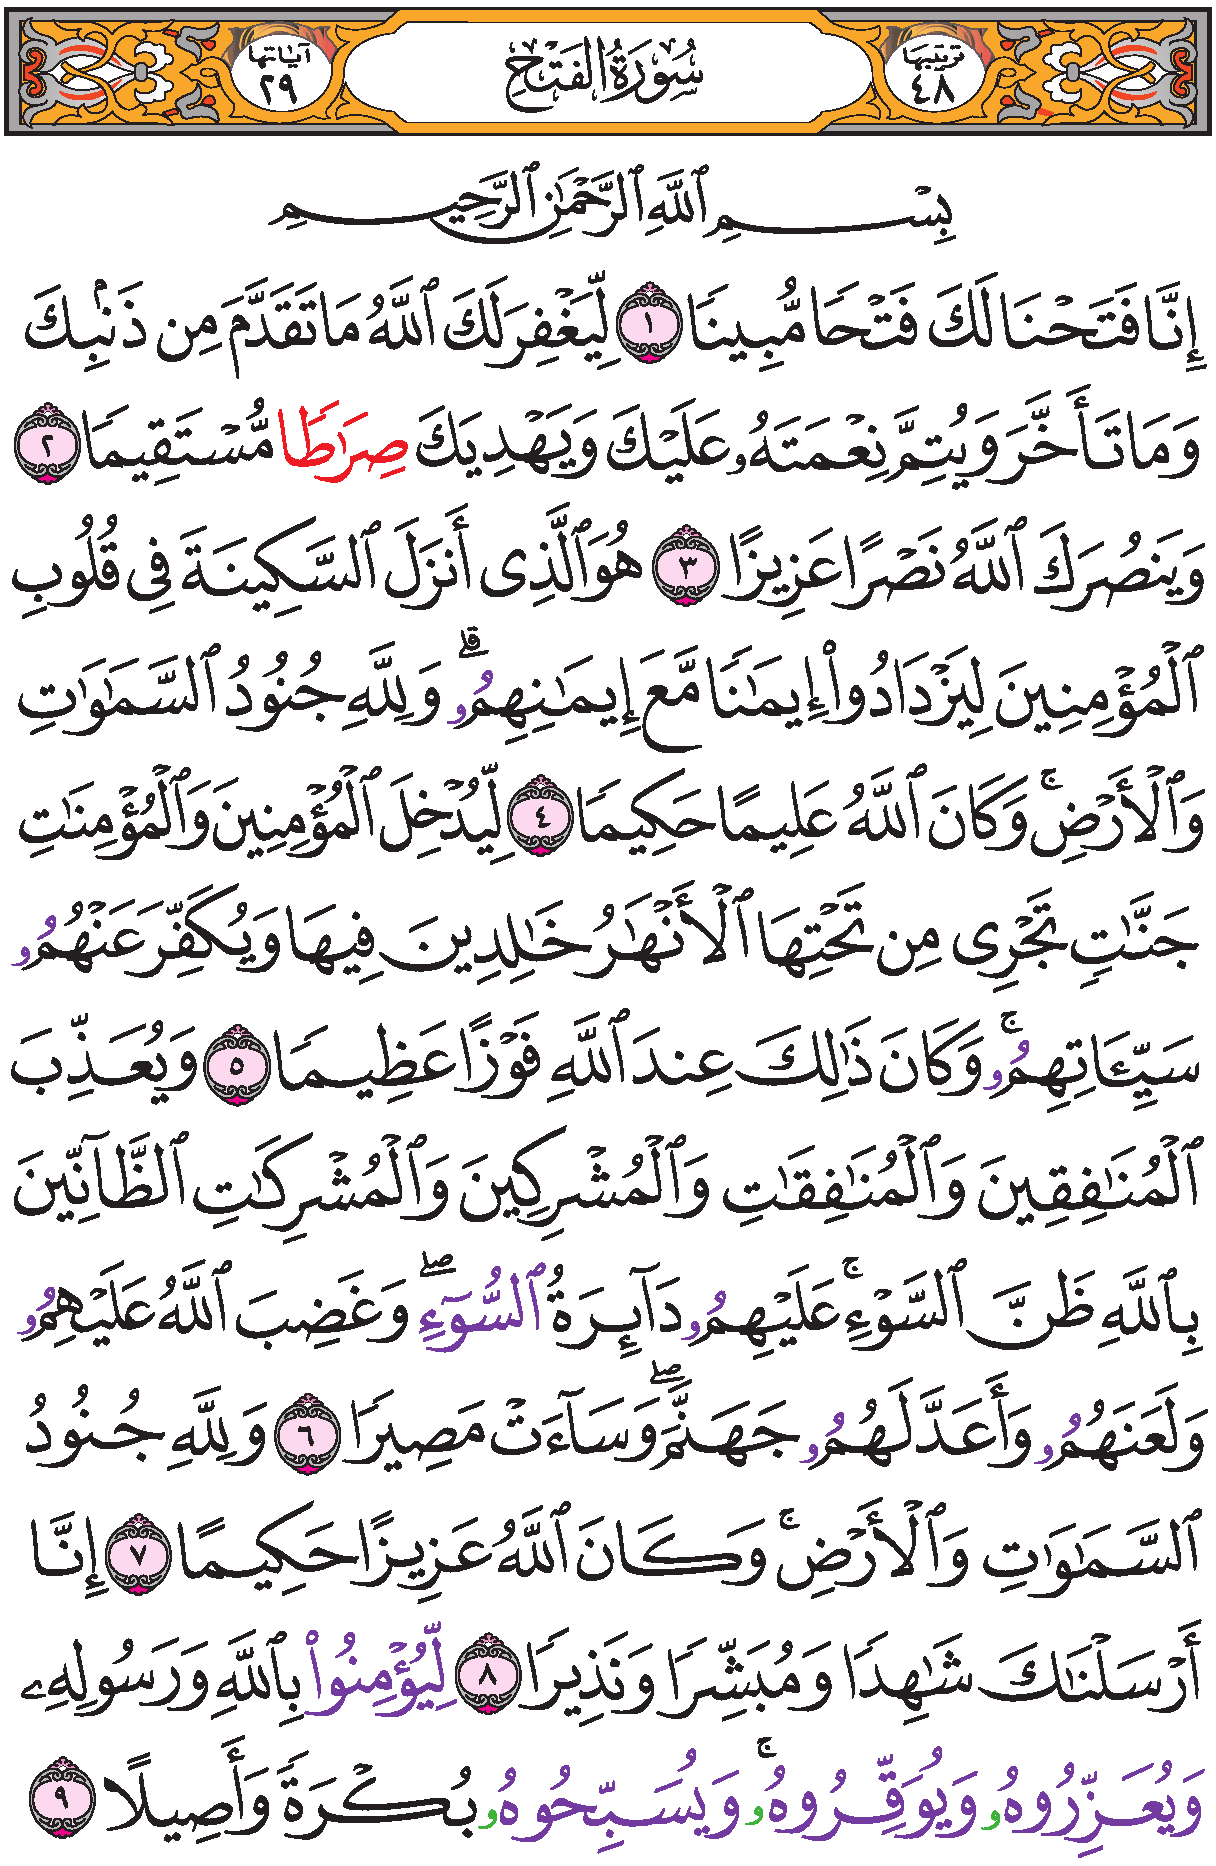 ترتيبها ٤٨ سُورَةُ الفَتْحِ آياتها ٢٩
بِسْمِ ٱللَّهِ ٱلرَّحْمَٰنِ ٱلرَّحِيمِ
إِنَّا فَتَحْنَا لَكَ فَتْحًا مُّبِينًا ١ لِّيَغْفِرَ لَكَ ٱللَّهُ مَا تَقَدَّمَ مِن ذَنۢبِكَ
وَمَا تَأَخَّرَ وَيُتِمَّ نِعْمَتَهُۥ عَلَيْكَ وَيَهْدِيَكَ صِرَٰطًا مُّسْتَقِيمًا ٢
وَيَنصُرَكَ ٱللَّهُ نَصْرًا عَزِيزًا ٣ هُوَ ٱلَّذِى أَنزَلَ ٱلسَّكِينَةَ فِى قُلُوبِ
ٱلْمُؤْمِنِينَ لِيَزْدَادُوا۟ إِيمَٰنًا مَّعَ إِيمَٰنِهِمُۥ ۗ وَلِلَّهِ جُنُودُ ٱلسَّمَٰوَٰتِ
وَٱلْأَرْضِ ۚ وَكَانَ ٱللَّهُ عَلِيمًا حَكِيمًا ٤ لِّيُدْخِلَ ٱلْمُؤْمِنِينَ وَٱلْمُؤْمِنَٰتِ
جَنَّٰتٍ تَجْرِى مِن تَحْتِهَا ٱلْأَنْهَٰرُ خَٰلِدِينَ فِيهَا وَيُكَفِّرَ عَنْهُمُۥ
سَيِّـَٔاتِهِمُۥ ۚ وَكَانَ ذَٰلِكَ عِندَ ٱللَّهِ فَوْزًا عَظِيمًا ٥ وَيُعَذِّبَ
ٱلْمُنَٰفِقِينَ وَٱلْمُنَٰفِقَٰتِ وَٱلْمُشْرِكِينَ وَٱلْمُشْرِكَٰتِ ٱلظَّآنِّينَ
بِٱللَّهِ ظَنَّ ٱلسَّوْءِ ۚ عَلَيْهِمُۥ دَآئِرَةُ ٱلسُّوٓءِ ۖ وَغَضِبَ ٱللَّهُ عَلَيْهِمُۥ
وَلَعَنَهُمُۥ وَأَعَدَّ لَهُمُۥ جَهَنَّمَ ۖ وَسَآءَتْ مَصِيرًا ٦ وَلِلَّهِ جُنُودُ
ٱلسَّمَٰوَٰتِ وَٱلْأَرْضِ ۚ وَكَانَ ٱللَّهُ عَزِيزًا حَكِيمًا ٧ إِنَّا
أَرْسَلْنَٰكَ شَٰهِدًا وَمُبَشِّرًا وَنَذِيرًا ٨ لِّيُؤْمِنُوا۟ بِٱللَّهِ وَرَسُولِهِۦ
وَيُعَزِّرُوهُۥ وَيُوَقِّرُوهُۥ ۚ وَيُسَبِّحُوهُۥ بُكْرَةً وَأَصِيلًا ٩